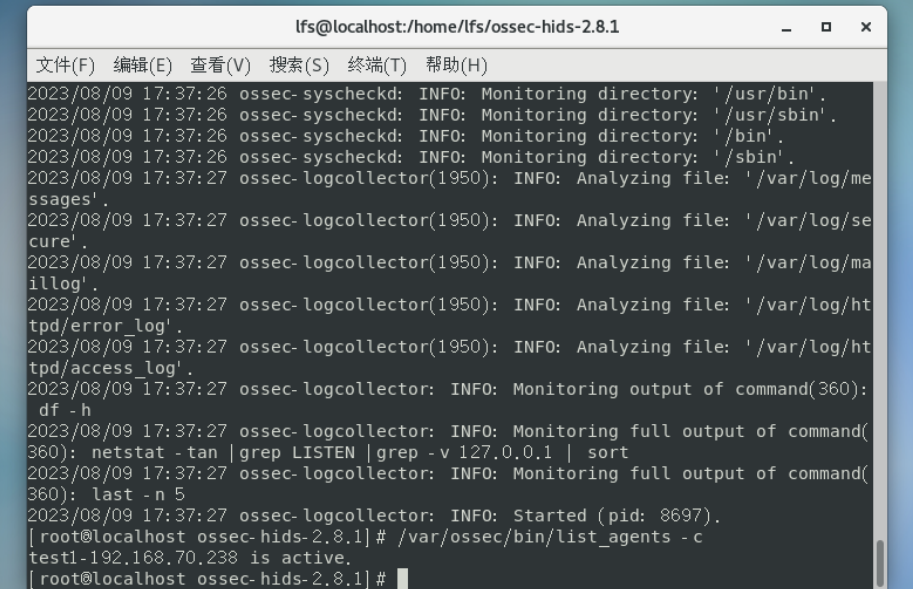 lfs@localhost:/home/lfs/ossec-hids-2.8.1
文件(F) 编辑(E) 查看(V) 搜索(S) 终端(T) 帮助(H)
2023/08/09 17:37:26 ossec-syscheckd: INFO: Monitoring directory: '/usr/bin'.
2023/08/09 17:37:26 ossec-syscheckd: INFO: Monitoring directory: '/usr/sbin'.
2023/08/09 17:37:26 ossec-syscheckd: INFO: Monitoring directory: '/bin'.
2023/08/09 17:37:26 ossec-syscheckd: INFO: Monitoring directory: '/sbin'.
2023/08/09 17:37:27 ossec-logcollector(1950): INFO: Analyzing file: '/var/log/me
ssages'.
2023/08/09 17:37:27 ossec-logcollector(1950): INFO: Analyzing file: '/var/log/se
cure'.
2023/08/09 17:37:27 ossec-logcollector(1950): INFO: Analyzing file: '/var/log/ma
illog'.
2023/08/09 17:37:27 ossec-logcollector(1950): INFO: Analyzing file: '/var/log/ht
tpd/error_log'.
2023/08/09 17:37:27 ossec-logcollector(1950): INFO: Analyzing file: '/var/log/ht
tpd/access_log'.
2023/08/09 17:37:27 ossec-logcollector: INFO: Monitoring output of command(360):
 df -h
2023/08/09 17:37:27 ossec-logcollector: INFO: Monitoring full output of command(
360): netstat -tan |grep LISTEN |grep -v 127.0.0.1 | sort
2023/08/09 17:37:27 ossec-logcollector: INFO: Monitoring full output of command(
360): last -n 5
2023/08/09 17:37:27 ossec-logcollector: INFO: Started (pid: 8697).
[root@localhost ossec-hids-2.8.1]# /var/ossec/bin/list_agents -c
test1-192.168.70.238 is active.
[root@localhost ossec-hids-2.8.1]#